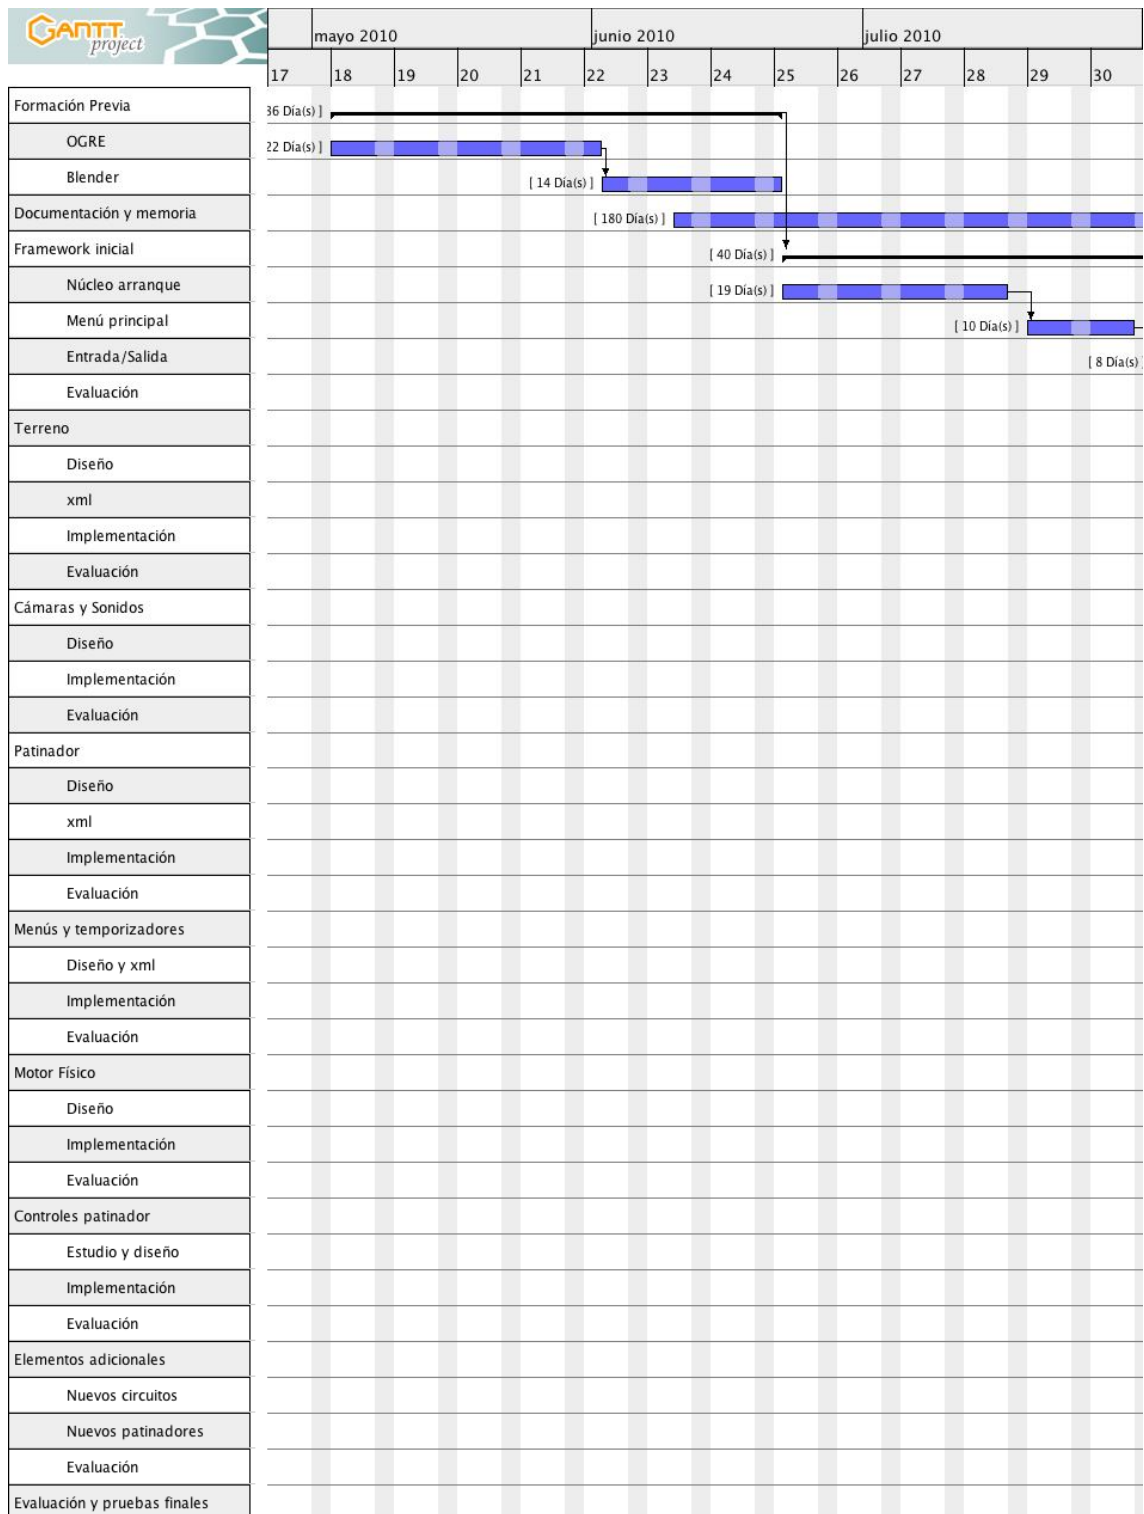 GANTT
project
mayo 2010 junio 2010 julio 2010
17 18 19 20 21 22 23 24 25 26 27 28 29 30
Formación Previa 36 Día(s) ]
OGRE 22 Día(s) ]
Blender [ 14 Día(s) ]
Documentación y memoria [ 180 Día(s) ]
Framework inicial [ 40 Día(s) ]
Núcleo arranque [ 19 Día(s) ]
Menú principal [ 10 Día(s) ]
Entrada/Salida [ 8 Día(s) ]
Evaluación
Terreno
Diseño
xml
Implementación
Evaluación
Cámaras y Sonidos
Diseño
Implementación
Evaluación
Patinador
Diseño
xml
Implementación
Evaluación
Menús y temporizadores
Diseño y xml
Implementación
Evaluación
Motor Físico
Diseño
Implementación
Evaluación
Controles patinador
Estudio y diseño
Implementación
Evaluación
Elementos adicionales
Nuevos circuitos
Nuevos patinadores
Evaluación
Evaluación y pruebas finales